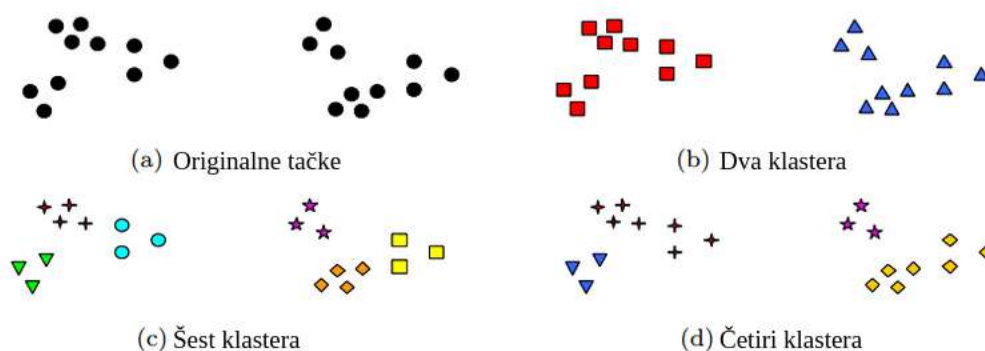 (a) Originalne tačke
(b) Dva klastera
(c) Šest klastera
(d) Četiri klastera